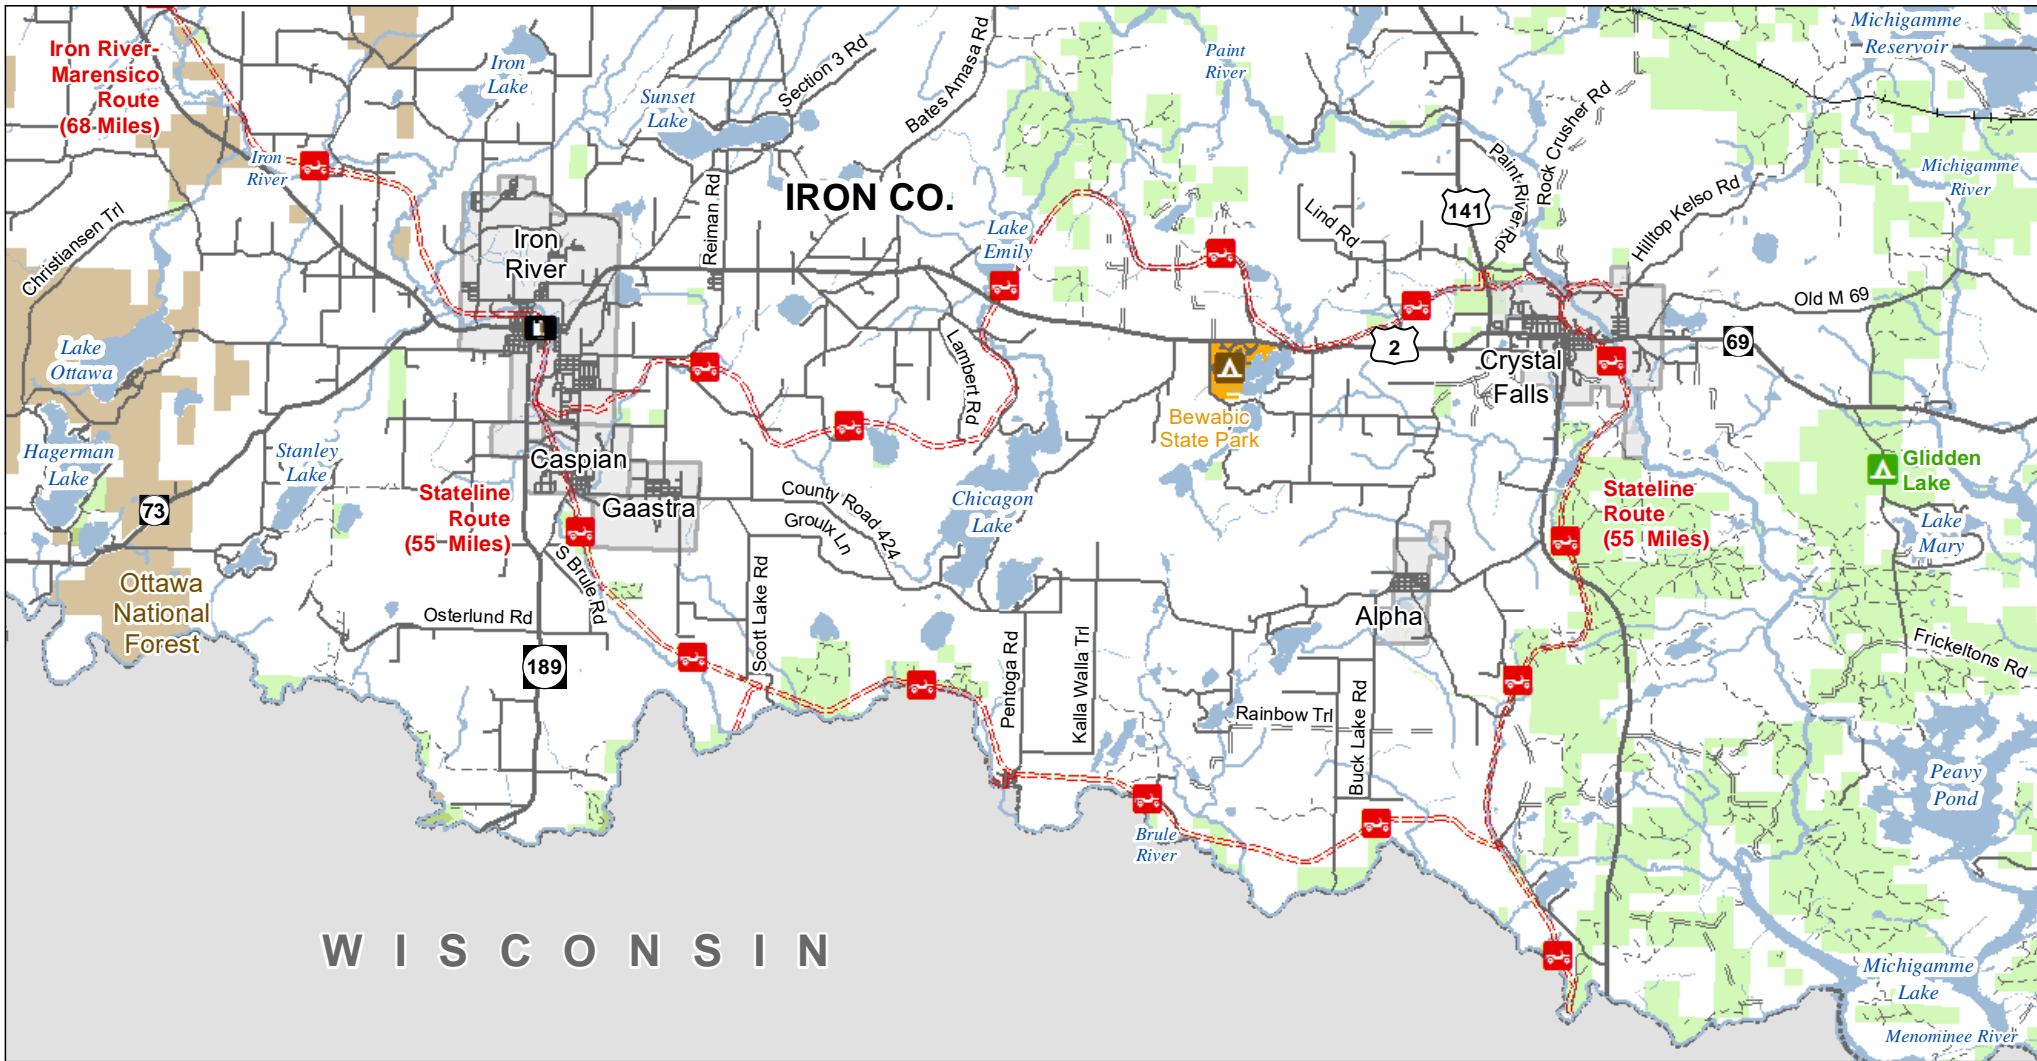 Iron River-
Marensico
Route
(68 Miles)
Iron
Lake
Sunset
Lake
Section 3 Rd
Bates Amasa Rd
Paint
River
Michigamme
Reservoir
Rock Crusher Rd
Paint River Rd
Michigamme
River
Iron
River
Christiansen Trl
Reiman Rd
IRON CO.
Lake
Emily
Lind Rd
141
Hilltop Kelso Rd
Iron
River
Old M 69
Lake
Ottawa
1
Lambert Rd
2
69
Crystal
Falls
Bewabic
State Park
Hagerman
Lake
Stanley
Lake
Caspian
Gaastra
73
Stateline
Route
(55 Miles)
County Road 424
Groulx Ln
Chicagon
Lake
Stateline
Route
(55 Miles)
Glidden
Lake
Lake
Mary
Ottawa
National
Forest
S Brule Rd
Osterlund Rd
189
Scott Lake Rd
Pentoga Rd
Kalla Walla Trl
Alpha
Rainbow Trl
Buck Lake Rd
Frickeltons Rd
Peavy
Pond
Brule
River
WISCONSIN
Michigamme
Lake
Menominee River